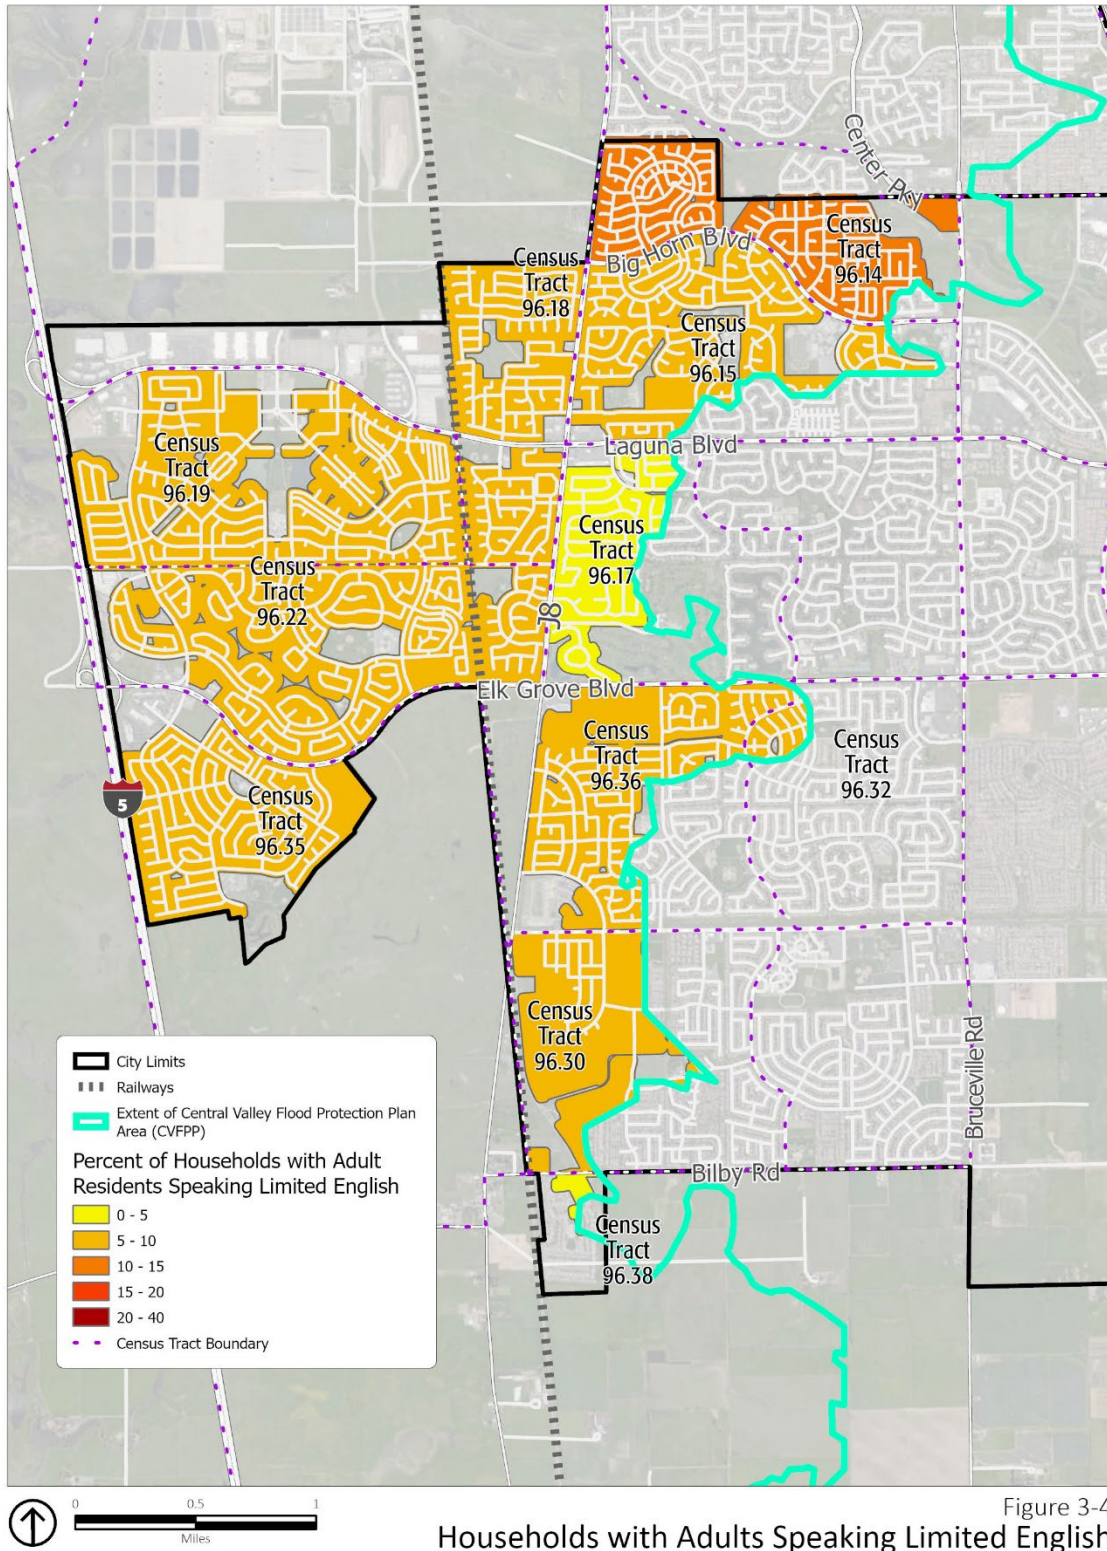 Center Pky
Big Horn Blvd
Census
Tract
96.14
Census
Tract
96.18
Census
Tract
96.15
Laguna Blvd
Census
Tract
96.19
Census
Tract
96.17
Census
Tract
96.22
J8
Elk Grove Blvd
Census
Tract
96.36
Census
Tract
96.32
5
Census
Tract
96.35
Census
Tract
96.30
Bruceville Rd
Bilby Rd
Census
Tract
96.38
City Limits
Railways
Extent of Central Valley Flood Protection Plan
Area (CVFPP)
Percent of Households with Adult
Residents Speaking Limited English
0 - 5
5 - 10
10 - 15
15 - 20
20 - 40
Census Tract Boundary
0 0.5 1
Miles
Figure 3-4
Households with Adults Speaking Limited English